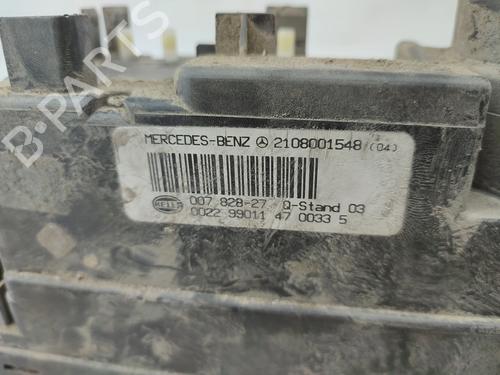 MERCEDES-BENZ 2108001548 (04)
HELLA 007 828-27 Q-Stand 03
0022 99011 47 0033 5
B-PARTS